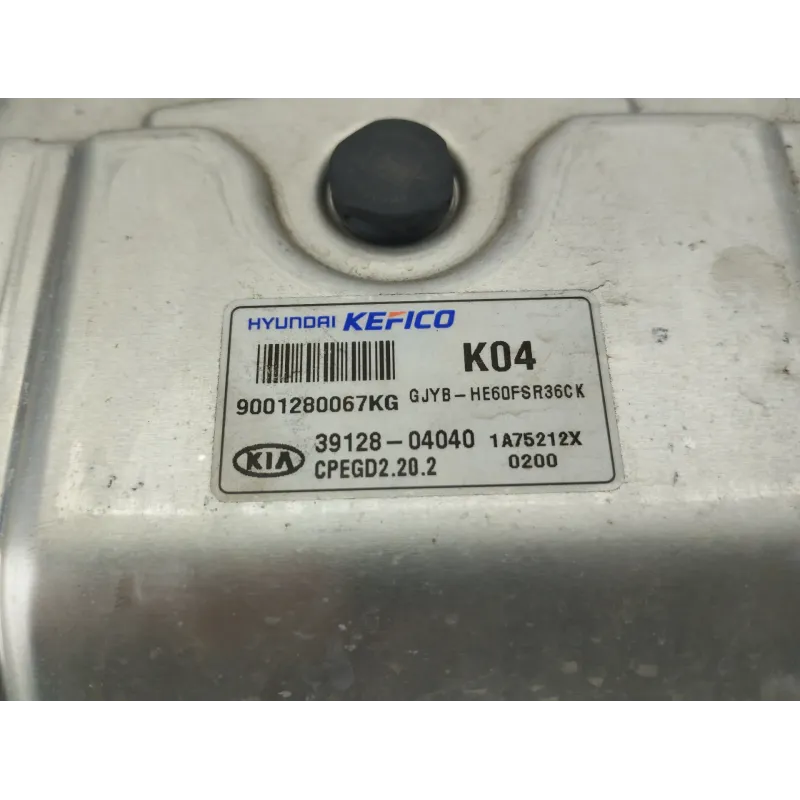 HYUNDAI KEFICO
K04
9001280067KG GJYB-HE60FSR36CK
KIA 39128-04040 1A75212X
CPEGD2.20.2 0200